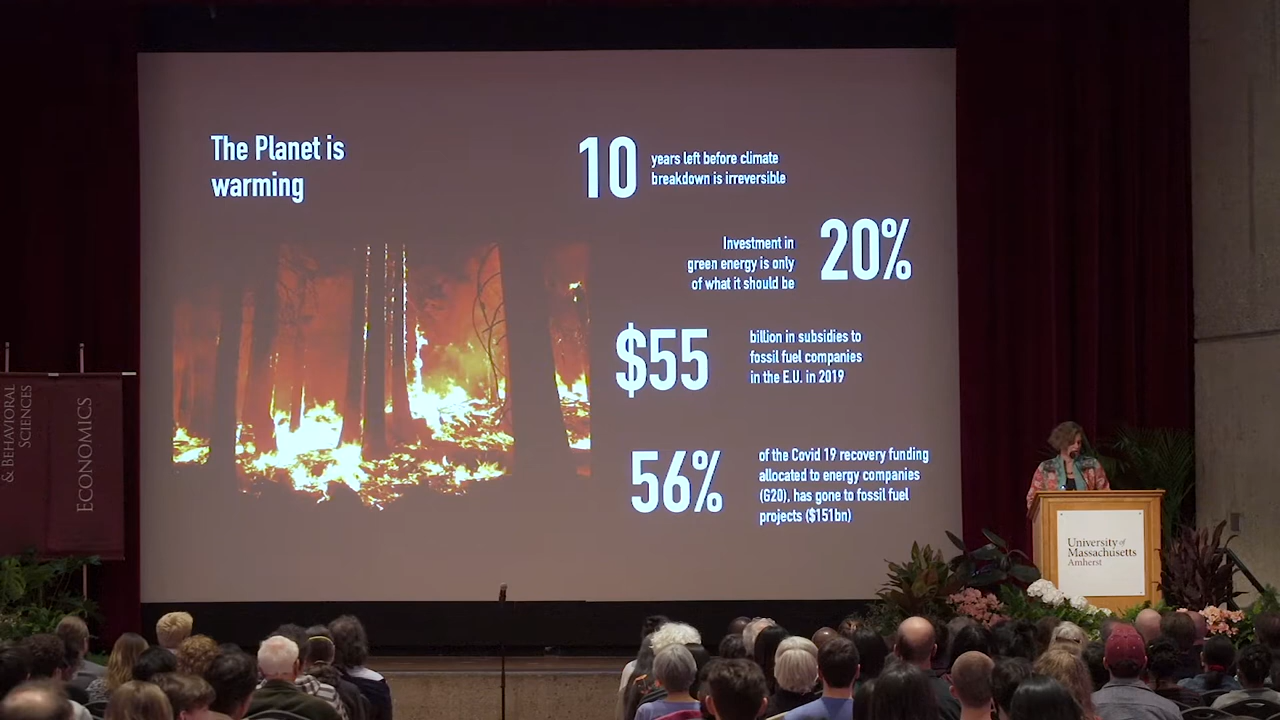 The Planet is
warming
10
years left before climate
breakdown is irreversible
Investment in
green energy is only
of what it should be
20%
$55
billion in subsidies to
fossil fuel companies
in the E.U. in 2019
56%
of the Covid 19 recovery funding
allocated to energy companies
(G20), has gone to fossil fuel
projects ($151bn)
& BEHAVIORAL
SCIENCES
ECONOMICS
University of
Massachusetts
Amherst